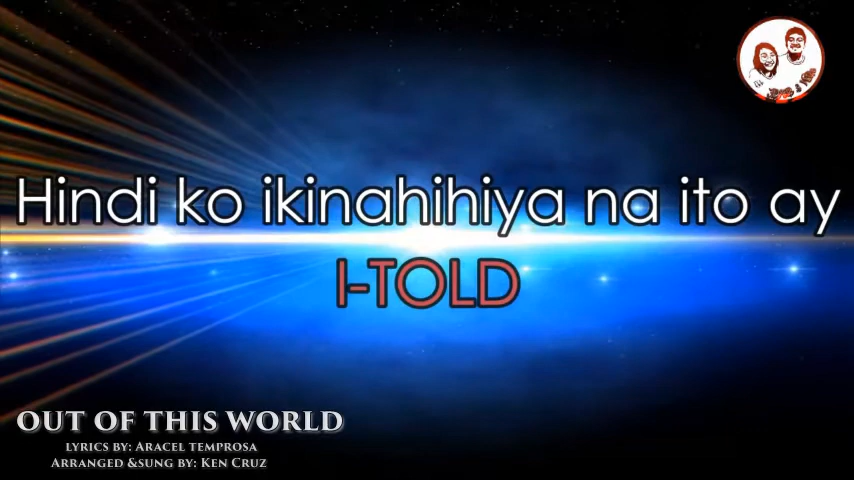 Hindi ko ikinahihiya na ito ay
I-TOLD
OUT OF THIS WORLD
LYRICS BY: ARACEL TEMPROSA
ARRANGED &SUNG BY: KEN CRUZ